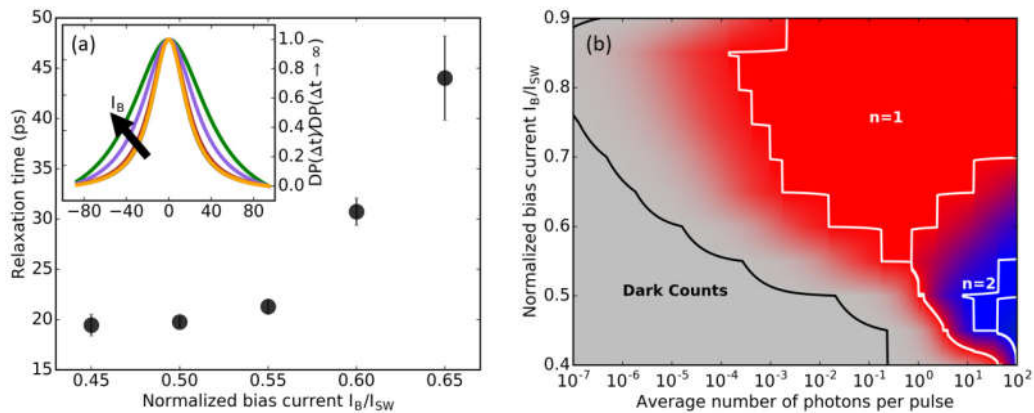 (a)
50
45
40
35
30
25
20
15
Relaxation time (ps)
0.45 0.50 0.55 0.60 0.65
Normalized bias current I_B/I_SW
I_B
1.0
0.8
0.6
0.4
0.2
0.0
DP(Δt)/DP(Δt → ∞)
−80 −40 0 40 80
(b)
0.9
0.8
0.7
0.6
0.5
0.4
Normalized bias current I_B/I_SW
n=1
n=2
Dark Counts
10^-7 10^-6 10^-5 10^-4 10^-3 10^-2 10^-1 10^0 10^1 10^2
Average number of photons per pulse